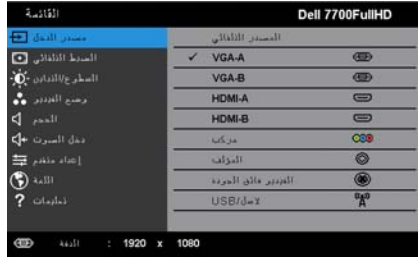 القائمة
Dell 7700FullHD
مصدر الدخل
الضبط التلقائي
السطوع/التباين
وضع الفيديو
الحجم
دخل الصوت
إعداد متقدم
اللغة
تعليمات
المصدر التلقائي
VGA-A
VGA-B
HDMI-A
HDMI-B
مركب
المؤلف
الفيديو فائق الجودة
لاسل/USB
الدقة : 1920 x 1080